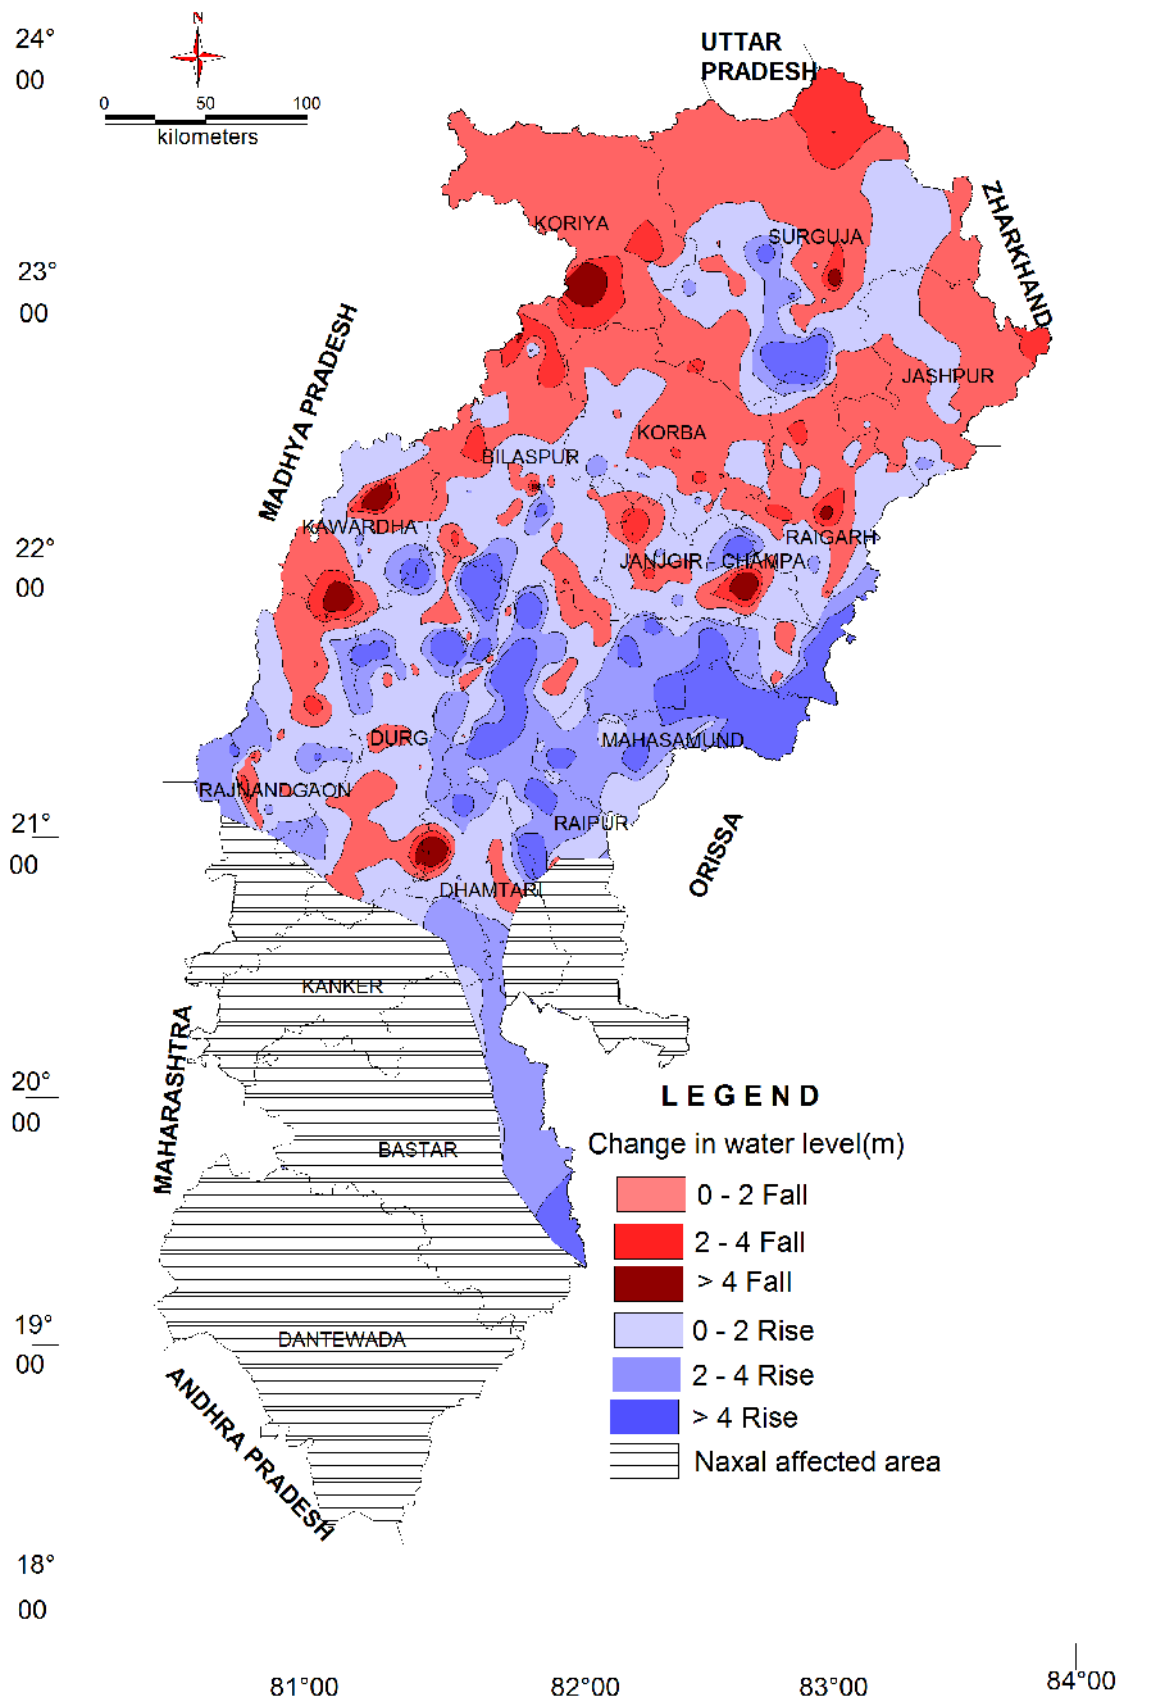 N
24°
00
0 50 100
kilometers
UTTAR
PRADESH
ZHARKHAND
KORIYA
SURGUJA
23°
00
MADHYA PRADESH
JASHPUR
KORBA
BILASPUR
KAWARDHA
RAIGARH
22°
00
JANJGIR - CHAMPA
DURG
MAHASAMUND
RAJNANDGAON
21°
00
RAIPUR
ORISSA
DHAMTARI
KANKER
MAHARASHTRA
20°
00
BASTAR
LEGEND
Change in water level(m)
0 - 2 Fall
2 - 4 Fall
> 4 Fall
0 - 2 Rise
2 - 4 Rise
> 4 Rise
Naxal affected area
19°
00
DANTEWADA
ANDHRA PRADESH
18°
00
81°00 82°00 83°00 84°00